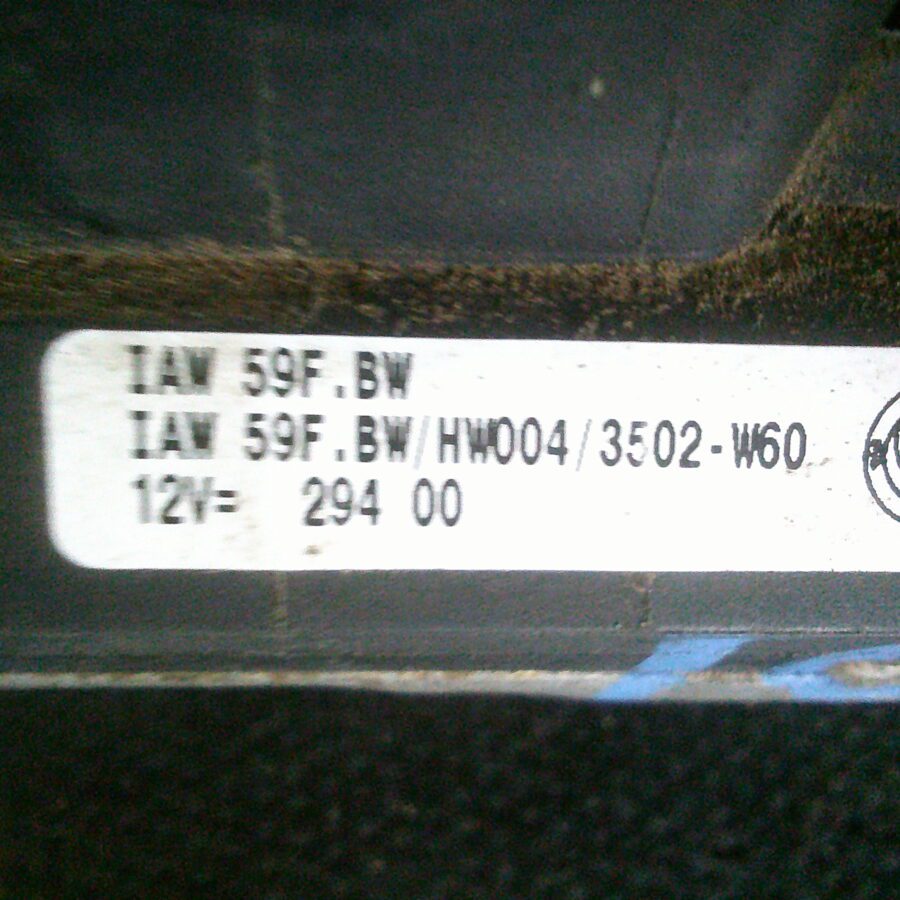 IAW 59F.BW
IAW 59F.BW/HW004/3502-W60
12V= 294 00